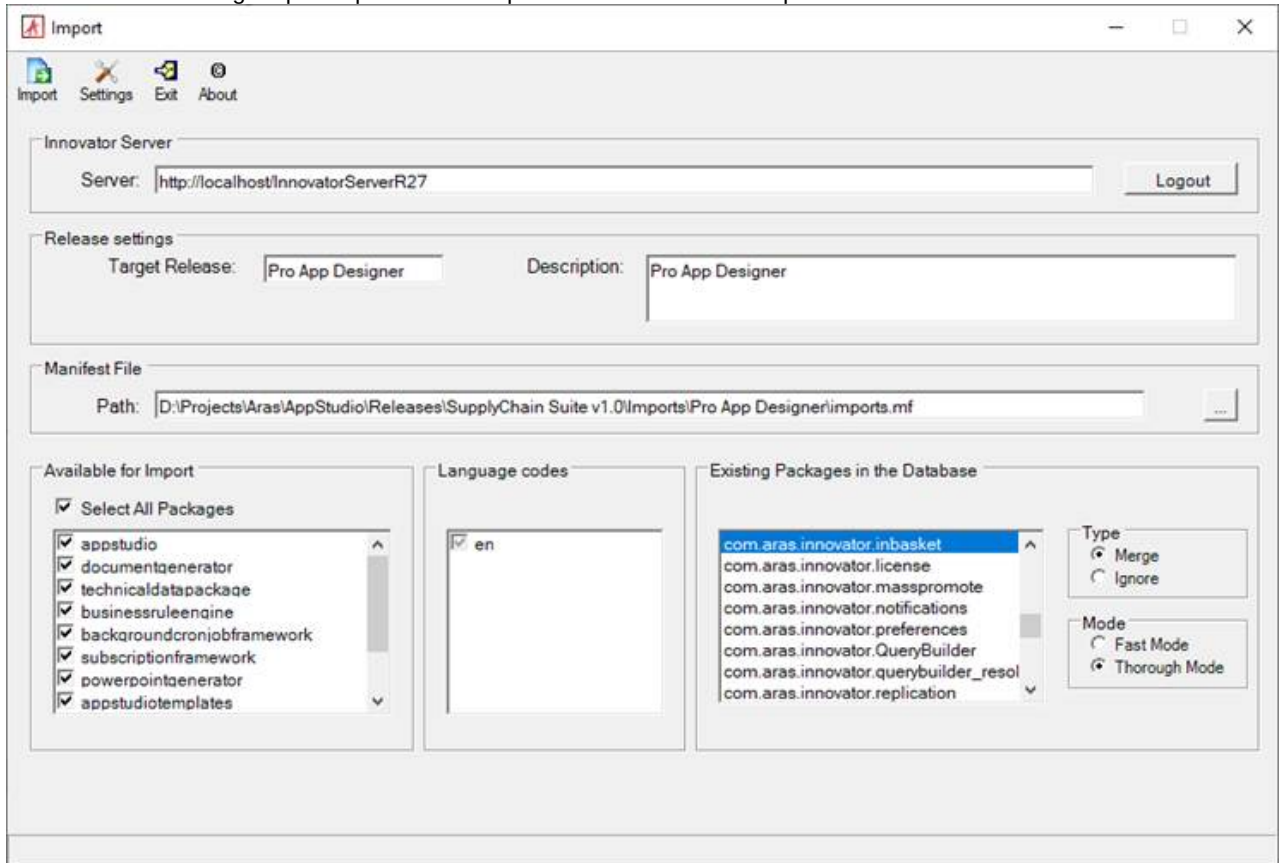 Import
Import Settings Exit About
Innovator Server
Server: http://localhost/InnovatorServerR27 Logout
Release settings
Target Release: Pro App Designer Description: Pro App Designer
Manifest File
Path: D:\Projects\Aras\AppStudio\Releases\SupplyChain Suite v1.0\Imports\Pro App Designer\imports.mf ...
Available for Import
Select All Packages
appstudio
documentgenerator
technicaldatapackage
businessruleengine
backgroundcronjobframework
subscriptionframework
powerpointgenerator
appstudiotemplates
Language codes
en
Existing Packages in the Database
com.aras.innovator.inbasket
com.aras.innovator.license
com.aras.innovator.masspromote
com.aras.innovator.notifications
com.aras.innovator.preferences
com.aras.innovator.QueryBuilder
com.aras.innovator.querybuilder_resol
com.aras.innovator.replication
Type
Merge
Ignore
Mode
Fast Mode
Thorough Mode